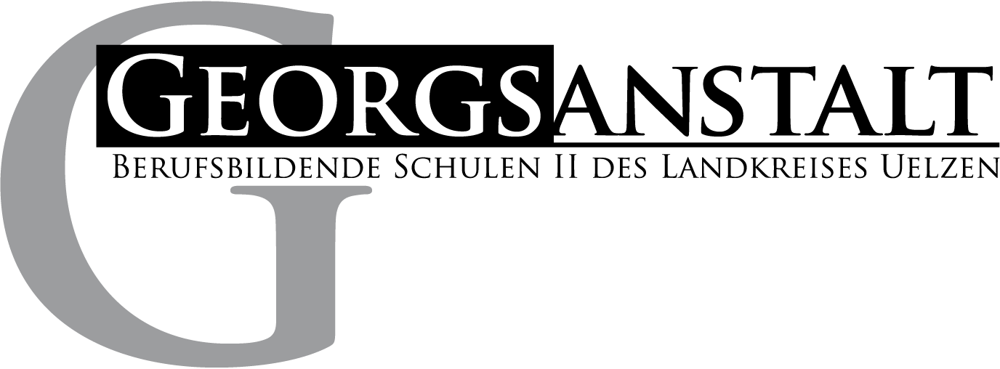 G
GEORGSANSTALT
BERUFSBILDENDE SCHULEN II DES LANDKREISES UELZEN